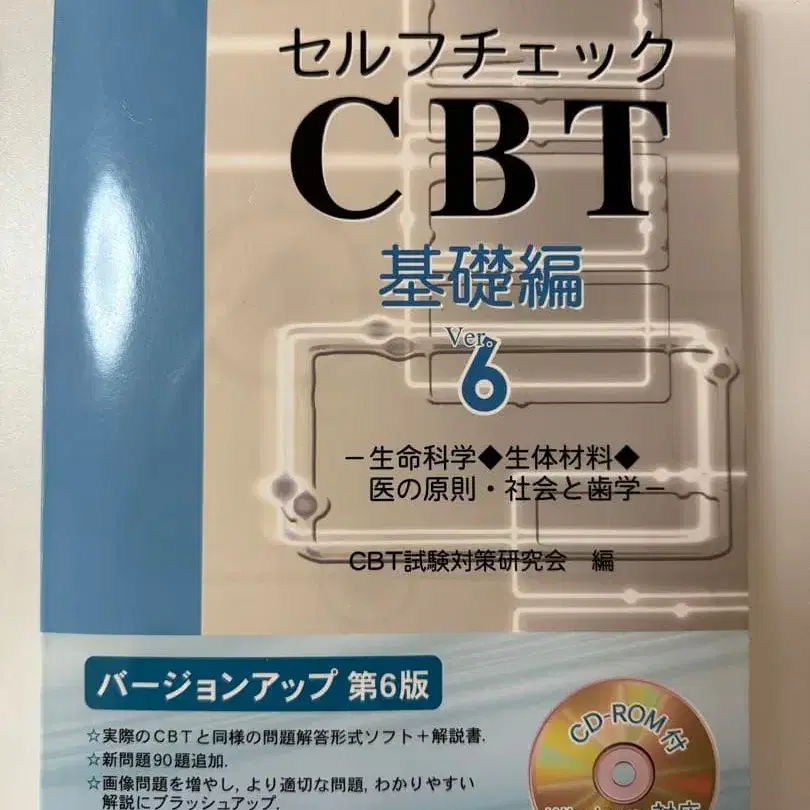 セルフチェック
CBT
基礎編
Ver.
6
－生命科学◆生体材料◆
医の原則・社会と歯学－
CBT試験対策研究会　編
バージョンアップ 第6版
☆実際のCBTと同様の問題解答形式ソフト＋解説書.
☆新問題90題追加.
☆画像問題を増やし, より適切な問題, わかりやすい
解説にブラッシュアップ.
CD-ROM付
対応